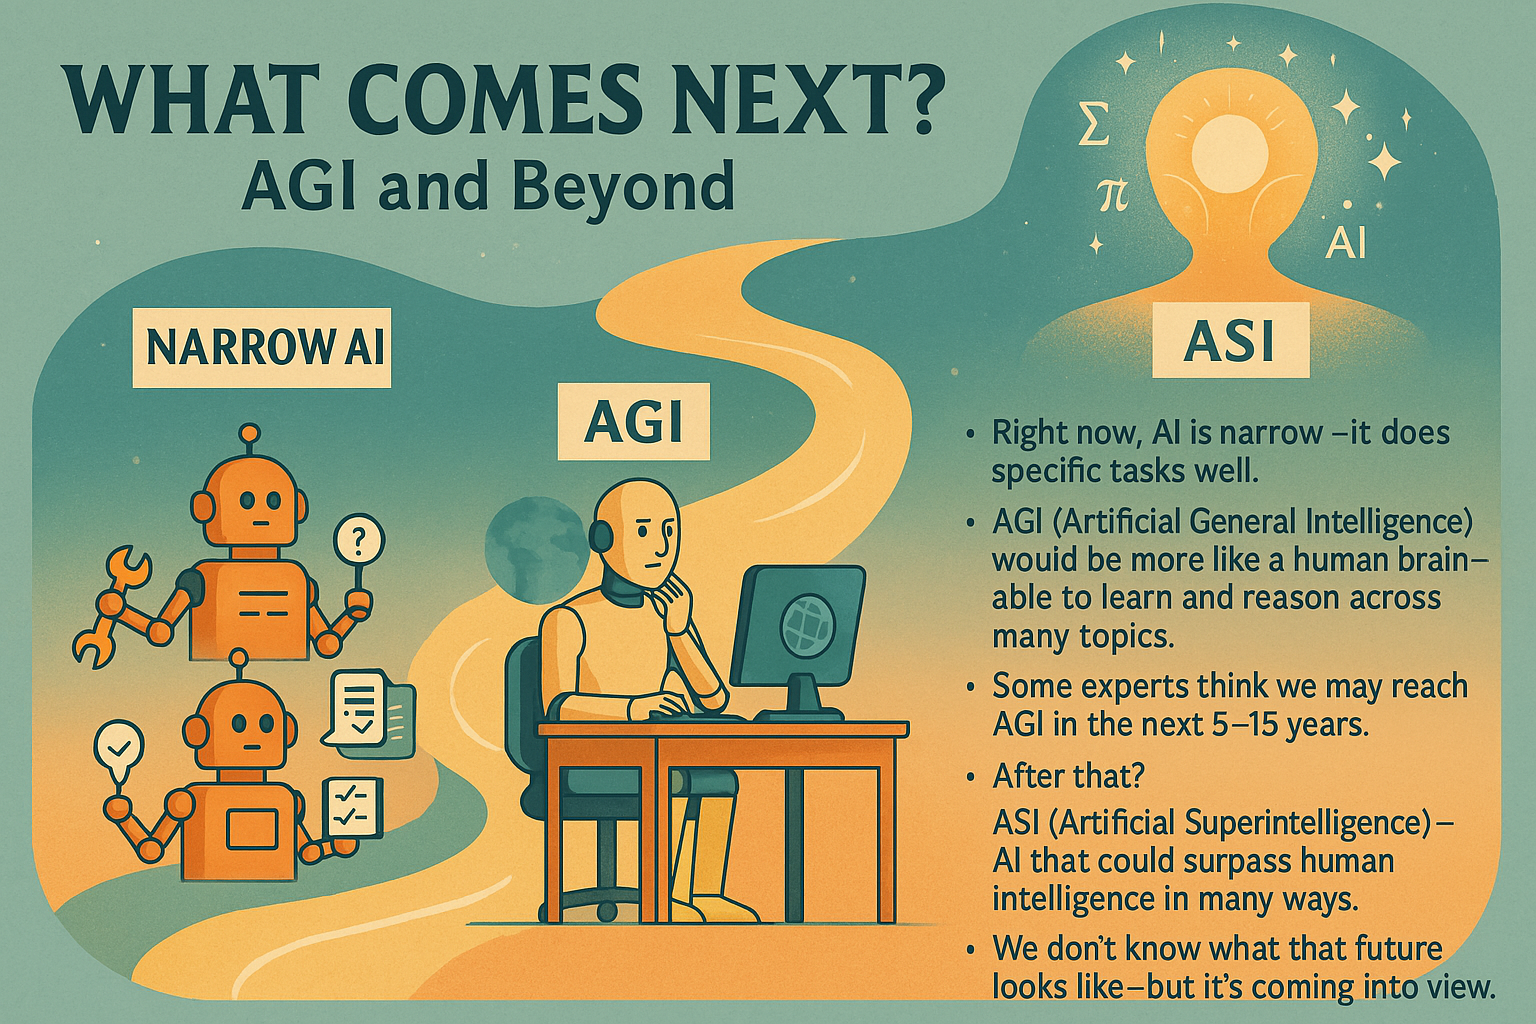 WHAT COMES NEXT?
AGI and Beyond
Σ
π
AI
NARROW AI
AGI
ASI
?
• Right now, AI is narrow –it does
specific tasks well.
• AGI (Artificial General Intelligence)
would be more like a human brain–
able to learn and reason across
many topics.
• Some experts think we may reach
AGI in the next 5–15 years.
• After that?
ASI (Artificial Superintelligence) –
AI that could surpass human
intelligence in many ways.
• We don't know what that future
looks like–but it's coming into view.